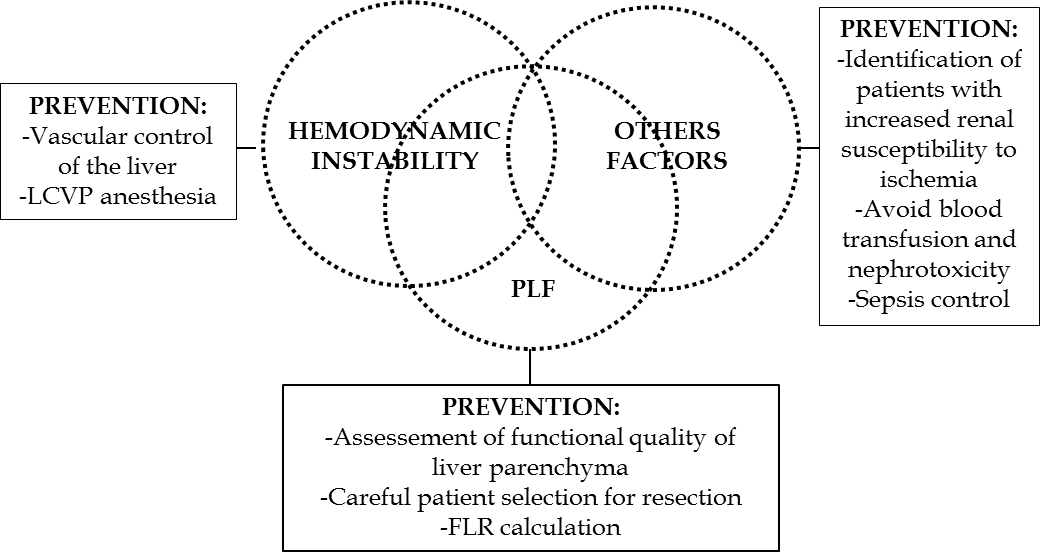 PREVENTION:
-Vascular control
of the liver
-LCVP anesthesia
HEMODYNAMIC
INSTABILITY
OTHERS
FACTORS
PLF
PREVENTION:
-Identification of
patients with
increased renal
susceptibility to
ischemia
-Avoid blood
transfusion and
nephrotoxicity
-Sepsis control
PREVENTION:
-Assessement of functional quality of
liver parenchyma
-Careful patient selection for resection
-FLR calculation